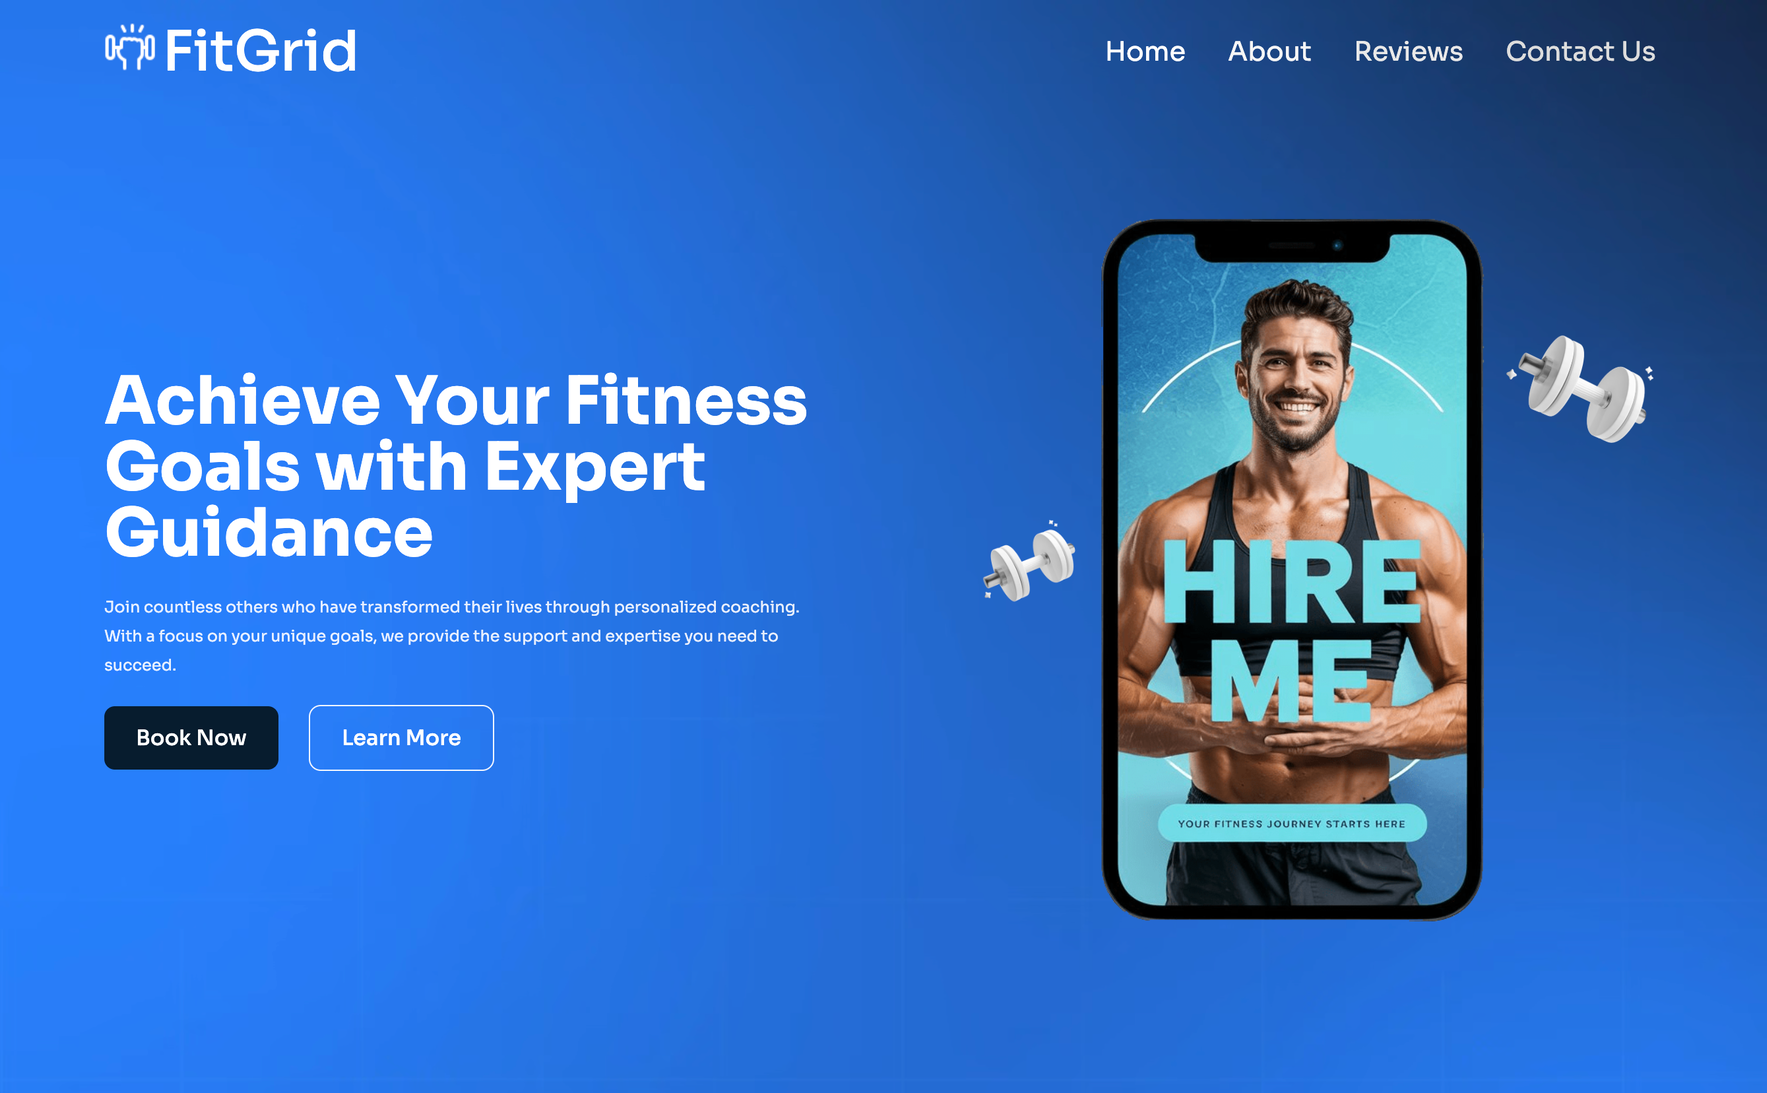 FitGrid
Home About Reviews Contact Us
Achieve Your Fitness
Goals with Expert
Guidance
Join countless others who have transformed their lives through personalized coaching.
With a focus on your unique goals, we provide the support and expertise you need to
succeed.
Book Now Learn More
HIRE
ME
YOUR FITNESS JOURNEY STARTS HERE